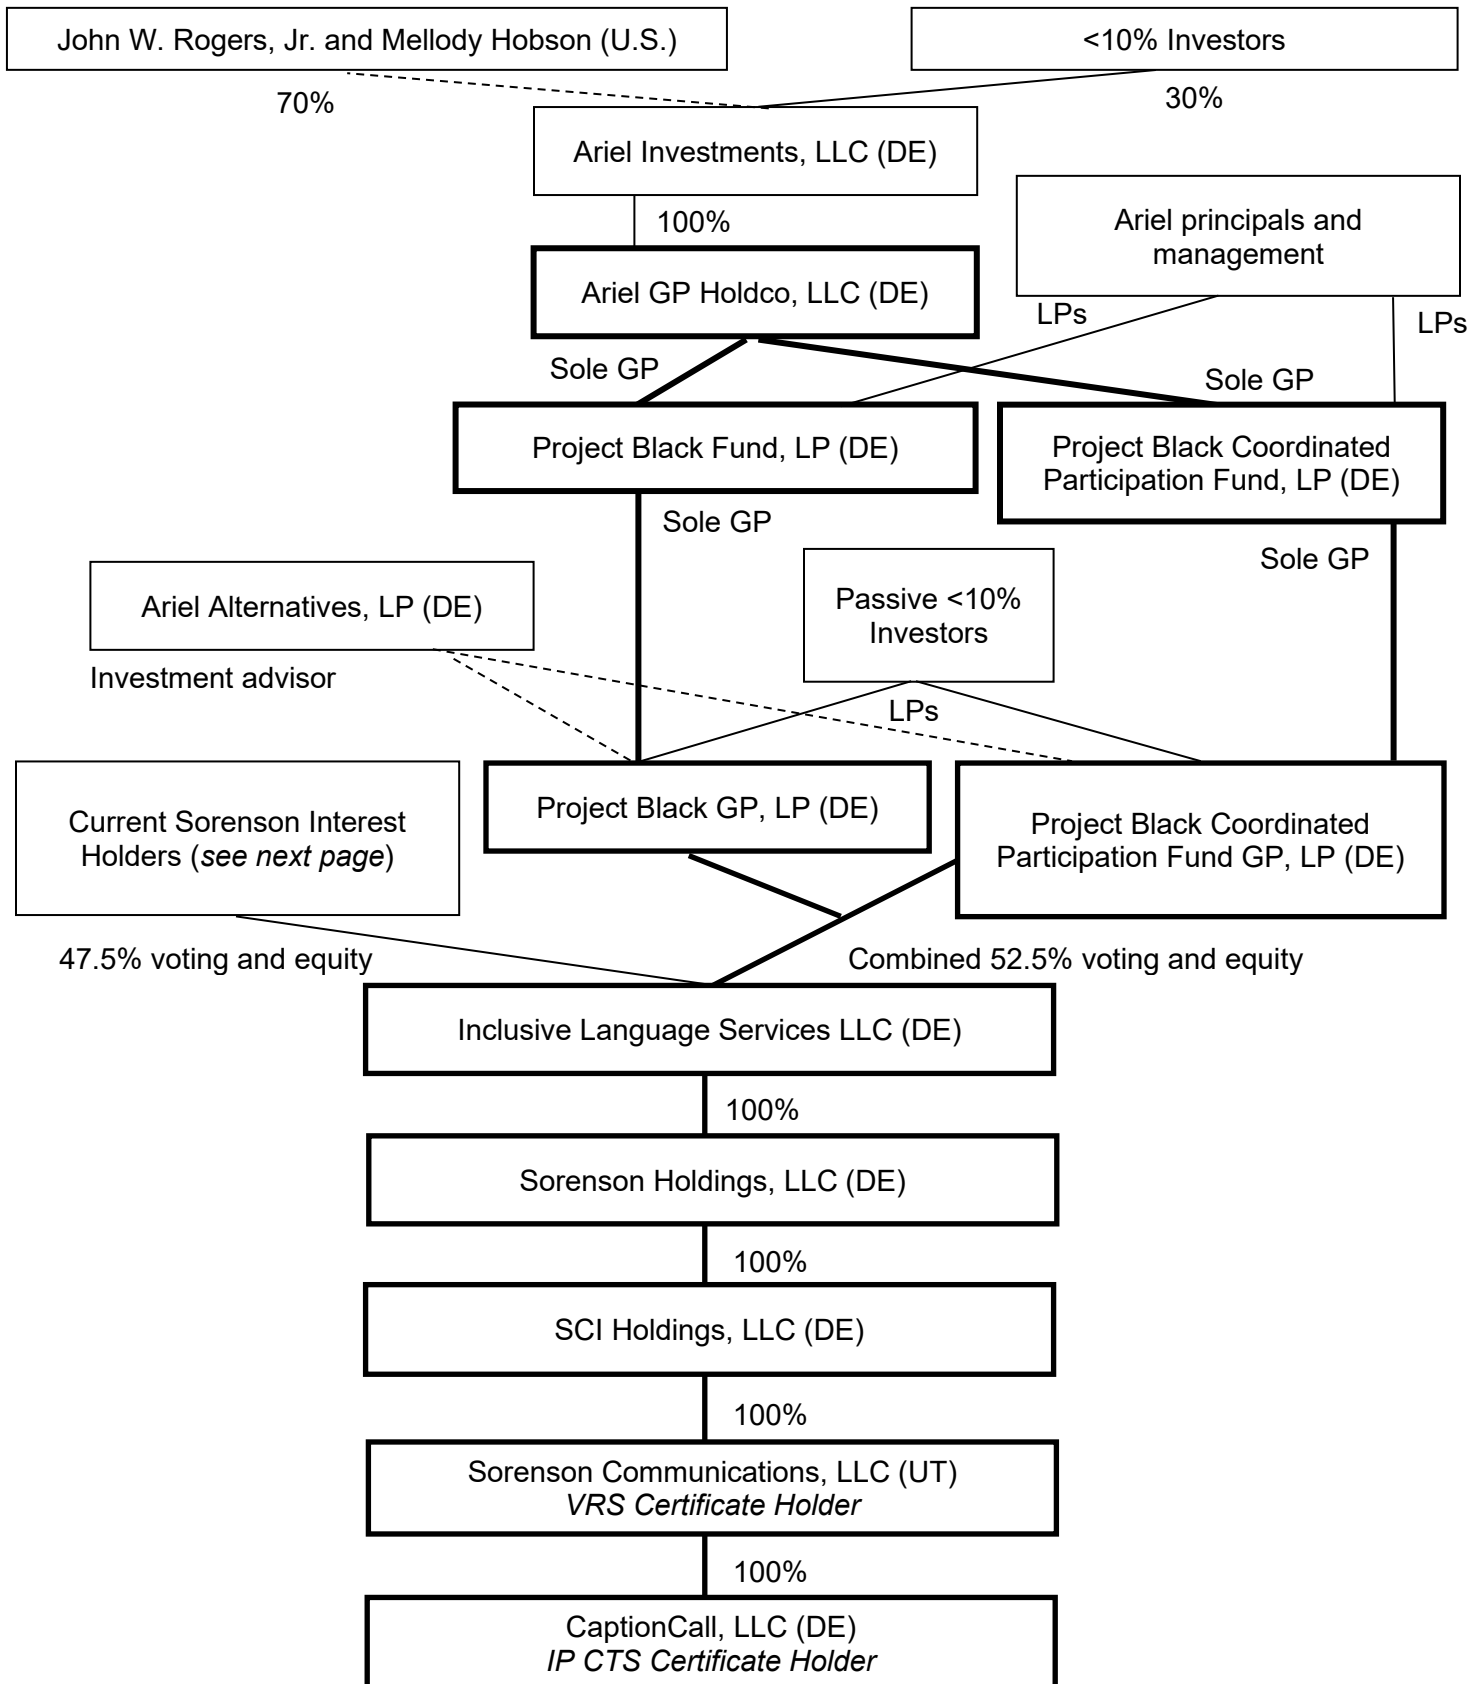 John W. Rogers, Jr. and Mellody Hobson (U.S.)
<10% Investors
70%
30%
Ariel Investments, LLC (DE)
100%
Ariel principals and
management
Ariel GP Holdco, LLC (DE)
LPs
LPs
Sole GP
Sole GP
Project Black Fund, LP (DE)
Project Black Coordinated
Participation Fund, LP (DE)
Sole GP
Sole GP
Ariel Alternatives, LP (DE)
Investment advisor
Passive <10%
Investors
LPs
Current Sorenson Interest
Holders (see next page)
Project Black GP, LP (DE)
Project Black Coordinated
Participation Fund GP, LP (DE)
47.5% voting and equity
Combined 52.5% voting and equity
Inclusive Language Services LLC (DE)
100%
Sorenson Holdings, LLC (DE)
100%
SCI Holdings, LLC (DE)
100%
Sorenson Communications, LLC (UT)
VRS Certificate Holder
100%
CaptionCall, LLC (DE)
IP CTS Certificate Holder